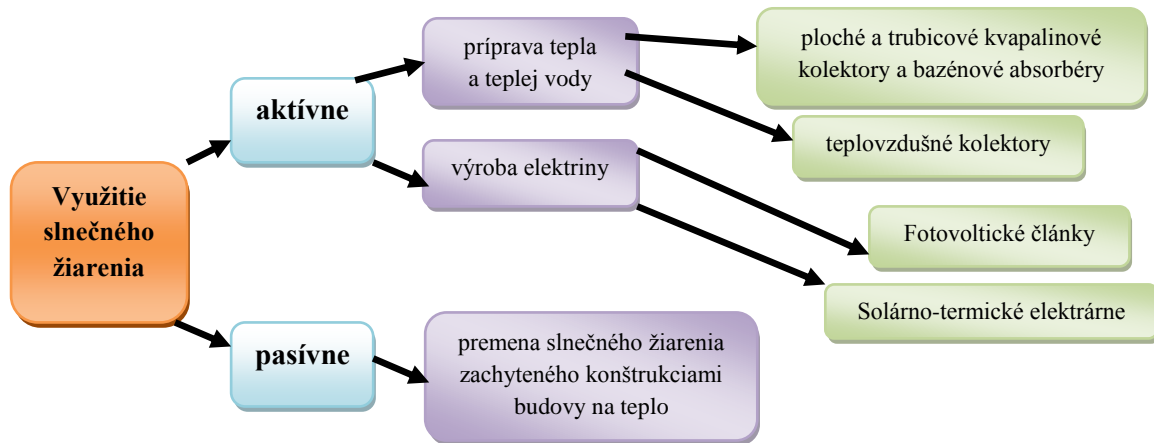 Využitie
slnečného
žiarenia
aktívne
príprava tepla
a teplej vody
ploché a trubicové kvapalinové
kolektory a bazénové absorbéry
teplovzdušné kolektory
výroba elektriny
Fotovoltické články
Solárno-termické elektrárne
pasívne
premena slnečného žiarenia
zachyteného konštrukciami
budovy na teplo